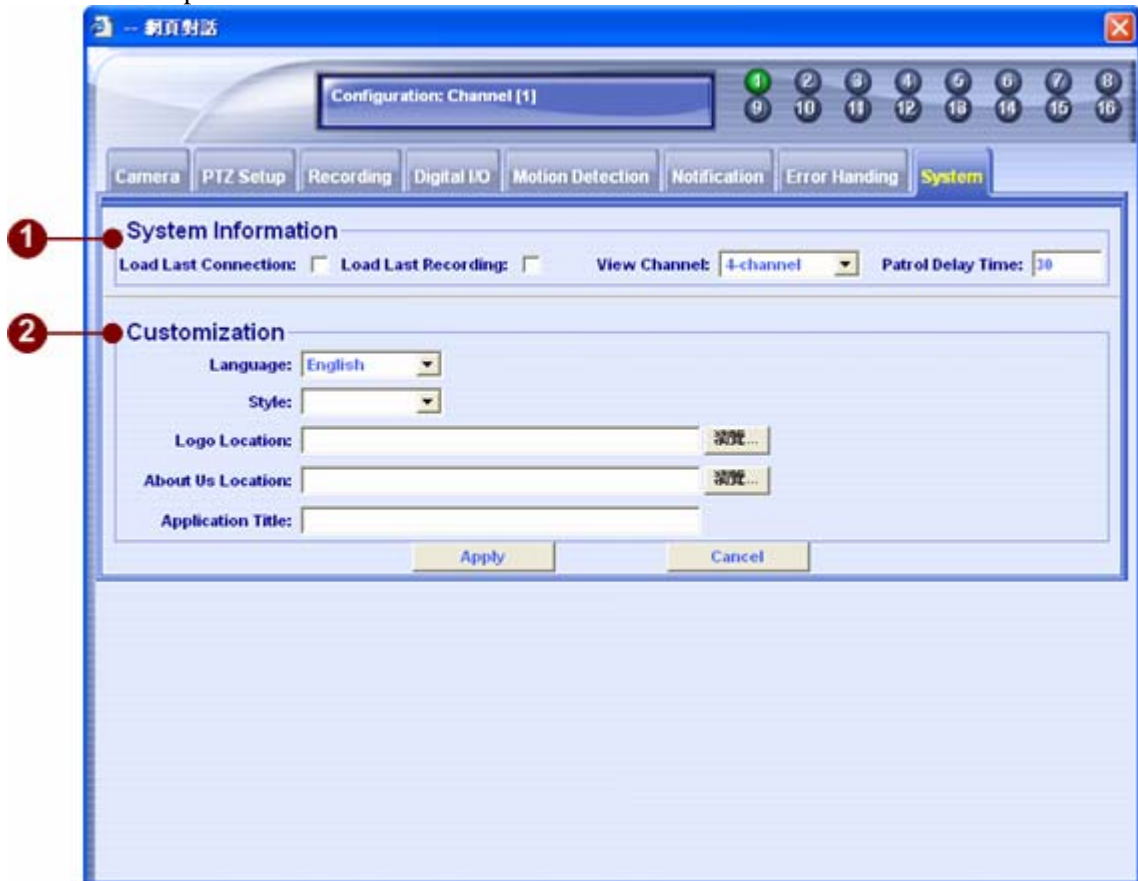 -- 網頁對話
Configuration: Channel [1]
1 2 3 4 5 6 7 8
9 10 11 12 13 14 15 16
Camera PTZ Setup Recording Digital I/O Motion Detection Notification Error Handing System
1 System Information
Load Last Connection: Load Last Recording: View Channel: 4-channel Patrol Delay Time: 30
2 Customization
Language: English
Style:
Logo Location: 瀏覽...
About Us Location: 瀏覽...
Application Title:
Apply Cancel